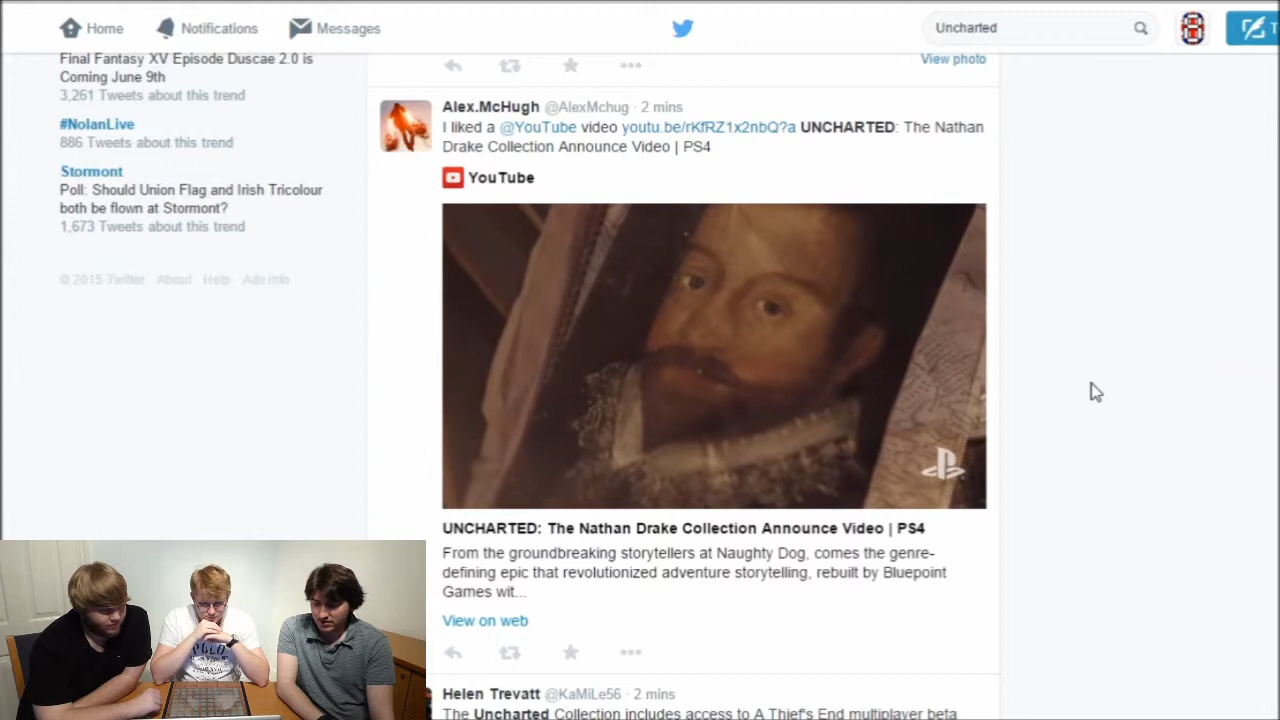 Home
Notifications
Messages
Uncharted
Final Fantasy XV Episode Duscae 2.0 is
Coming June 9th
3,261 Tweets about this trend
#NolanLive
886 Tweets about this trend
Stormont
Poll: Should Union Flag and Irish Tricolour
both be flown at Stormont?
1,673 Tweets about this trend
© 2015 Twitter About Help Ads info
View photo
Alex.McHugh @AlexMchug · 2 mins
I liked a @YouTube video youtu.be/rKfRZ1x2nbQ?a UNCHARTED: The Nathan
Drake Collection Announce Video | PS4
YouTube
UNCHARTED: The Nathan Drake Collection Announce Video | PS4
From the groundbreaking storytellers at Naughty Dog, comes the genre-
defining epic that revolutionized adventure storytelling, rebuilt by Bluepoint
Games wit...
View on web
Helen Trevatt @KaMiLe56 · 2 mins
The Uncharted Collection includes access to A Thief's End multiplayer beta
POLO